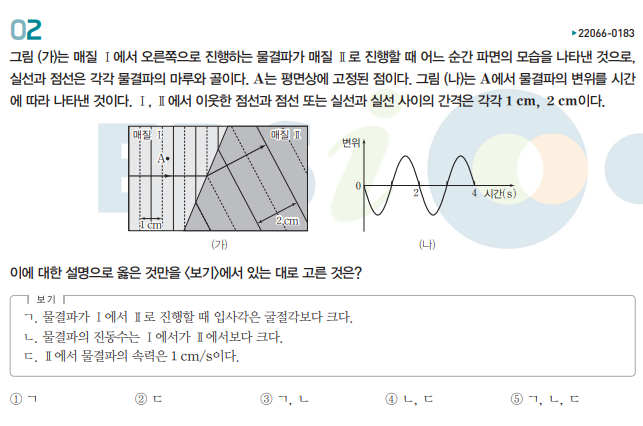 02
▸22066-0183
그림 (가)는 매질 Ⅰ에서 오른쪽으로 진행하는 물결파가 매질 Ⅱ로 진행할 때 어느 순간 파면의 모습을 나타낸 것으로,
실선과 점선은 각각 물결파의 마루와 골이다. A는 평면상에 고정된 점이다. 그림 (나)는 A에서 물결파의 변위를 시간
에 따라 나타낸 것이다. Ⅰ, Ⅱ에서 이웃한 점선과 점선 또는 실선과 실선 사이의 간격은 각각 1 cm, 2 cm이다.
매질 Ⅰ 매질 Ⅱ
A
1 cm 2 cm
(가)
변위
0 2 4 시간(s)
(나)
이에 대한 설명으로 옳은 것만을 <보기>에서 있는 대로 고른 것은?
보기
ㄱ. 물결파가 Ⅰ에서 Ⅱ로 진행할 때 입사각은 굴절각보다 크다.
ㄴ. 물결파의 진동수는 Ⅰ에서가 Ⅱ에서보다 크다.
ㄷ. Ⅱ에서 물결파의 속력은 1 cm/s이다.
① ㄱ ② ㄷ ③ ㄱ, ㄴ ④ ㄴ, ㄷ ⑤ ㄱ, ㄴ, ㄷ